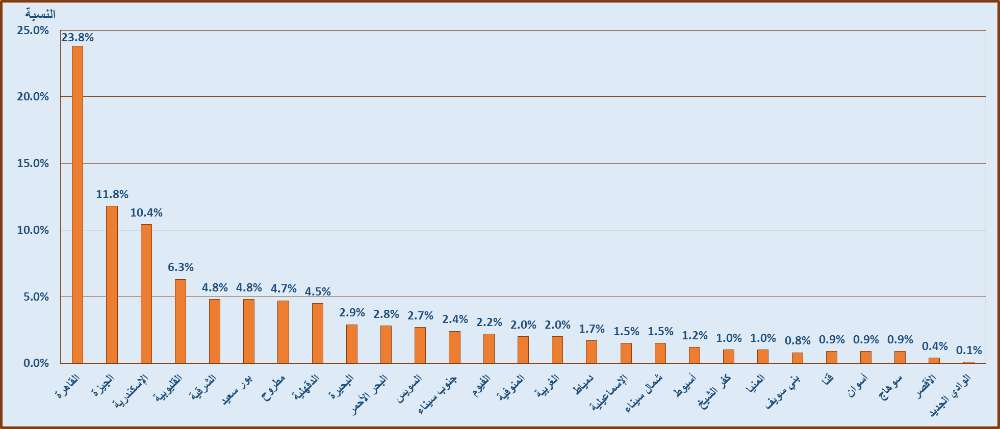 النسبة
25.0%
20.0%
15.0%
10.0%
5.0%
0.0%
23.8%
11.8%
10.4%
6.3%
4.8%
4.8%
4.7%
4.5%
2.9%
2.8%
2.7%
2.4%
2.2%
2.0%
2.0%
1.7%
1.5%
1.5%
1.2%
1.0%
1.0%
0.8%
0.9%
0.9%
0.9%
0.4%
0.1%
القاهرة
الجيزة
الإسكندرية
القليوبية
الشرقية
بور سعيد
مطروح
الدقهلية
البحيرة
البحر الأحمر
السويس
جنوب سيناء
الفيوم
المنوفية
الغربية
دمياط
الإسماعيلية
شمال سيناء
أسيوط
كفر الشيخ
المنيا
بني سويف
قنا
أسوان
سوهاج
الأقصر
الوادي الجديد